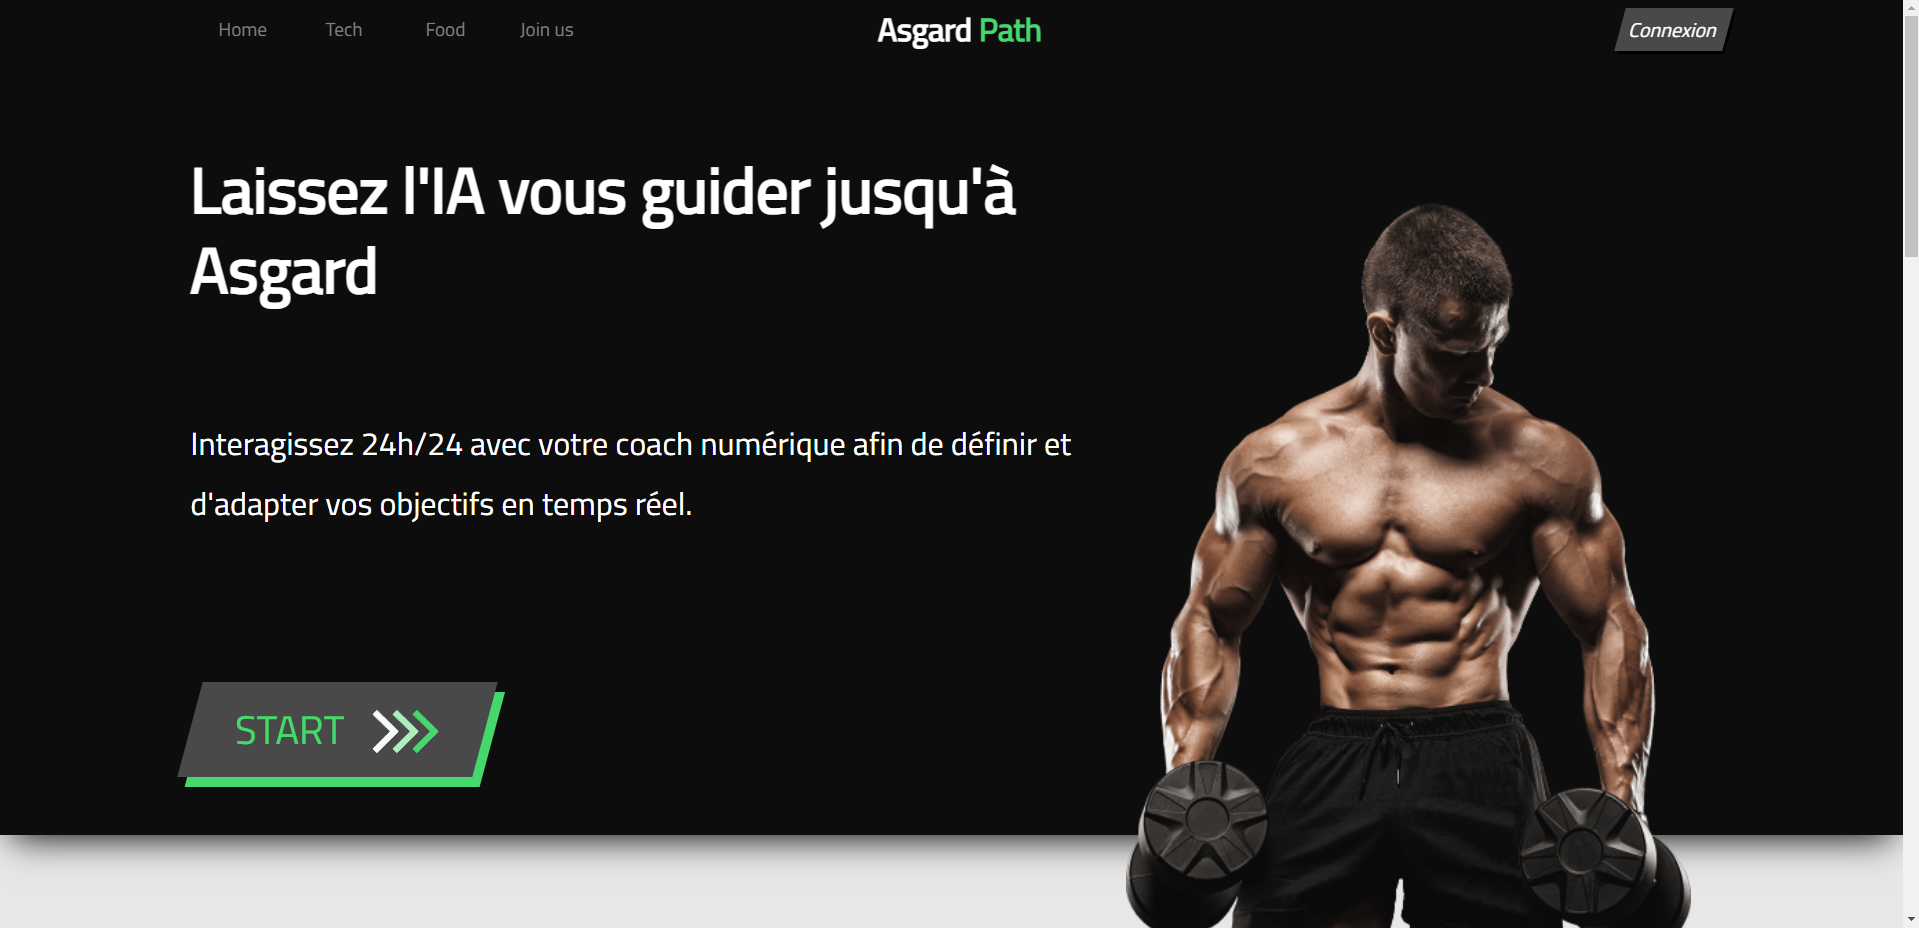 Home
Tech
Food
Join us
Asgard Path
Connexion
Laissez l'IA vous guider jusqu'à
Asgard
Interagissez 24h/24 avec votre coach numérique afin de définir et
d'adapter vos objectifs en temps réel.
START